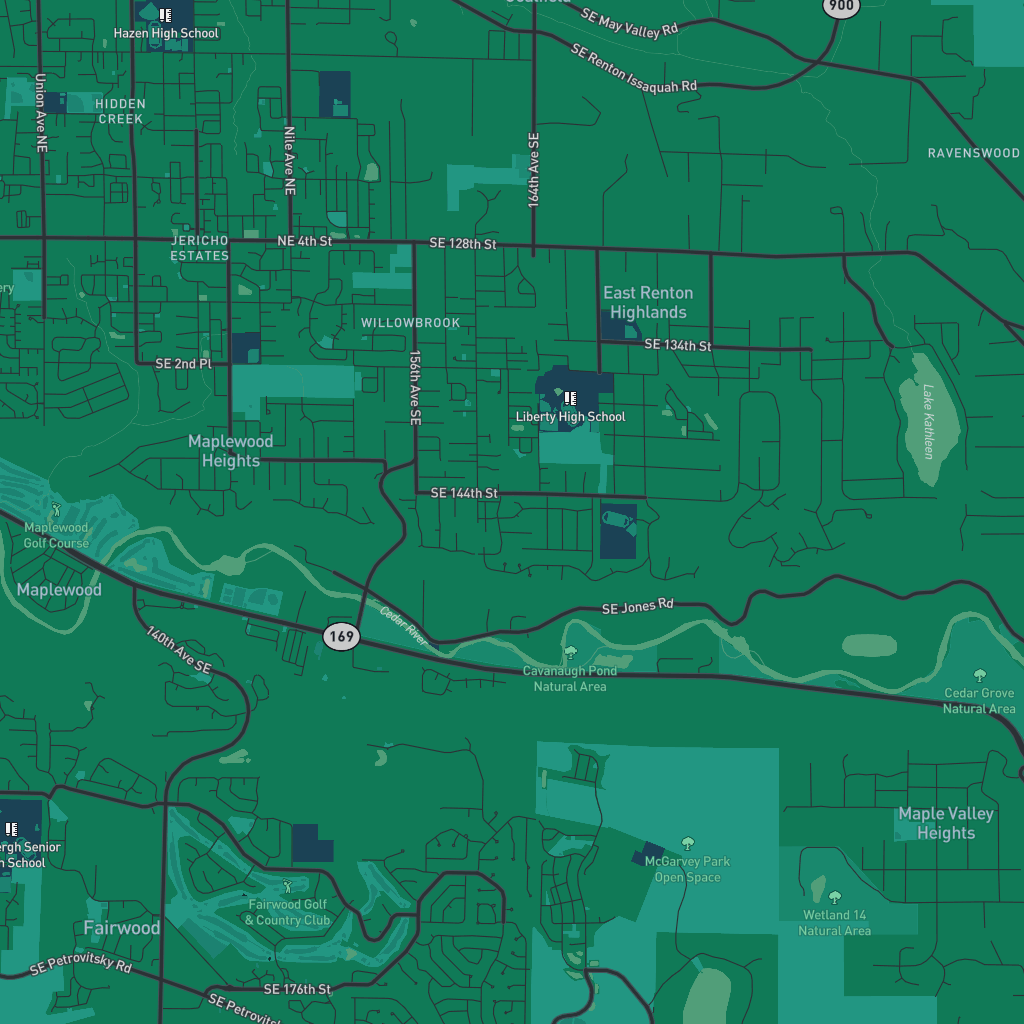 900
SE May Valley Rd
Hazen High School
SE Renton Issaquah Rd
Union Ave NE
HIDDEN
CREEK
Nile Ave NE
164th Ave SE
RAVENSWOOD
JERICHO
ESTATES
NE 4th St
SE 128th St
East Renton
Highlands
WILLOWBROOK
SE 134th St
SE 2nd Pl
156th Ave SE
Liberty High School
Lake Kathleen
Maplewood
Heights
SE 144th St
Maplewood
Golf Course
Maplewood
Cedar River
SE Jones Rd
169
140th Ave SE
Cavanaugh Pond
Natural Area
Cedar Grove
Natural Area
Maple Valley
Heights
McGarvey Park
Open Space
ergh Senior
h School
Fairwood Golf
& Country Club
Wetland 14
Natural Area
Fairwood
SE Petrovitsky Rd
SE 176th St
SE Petrovits